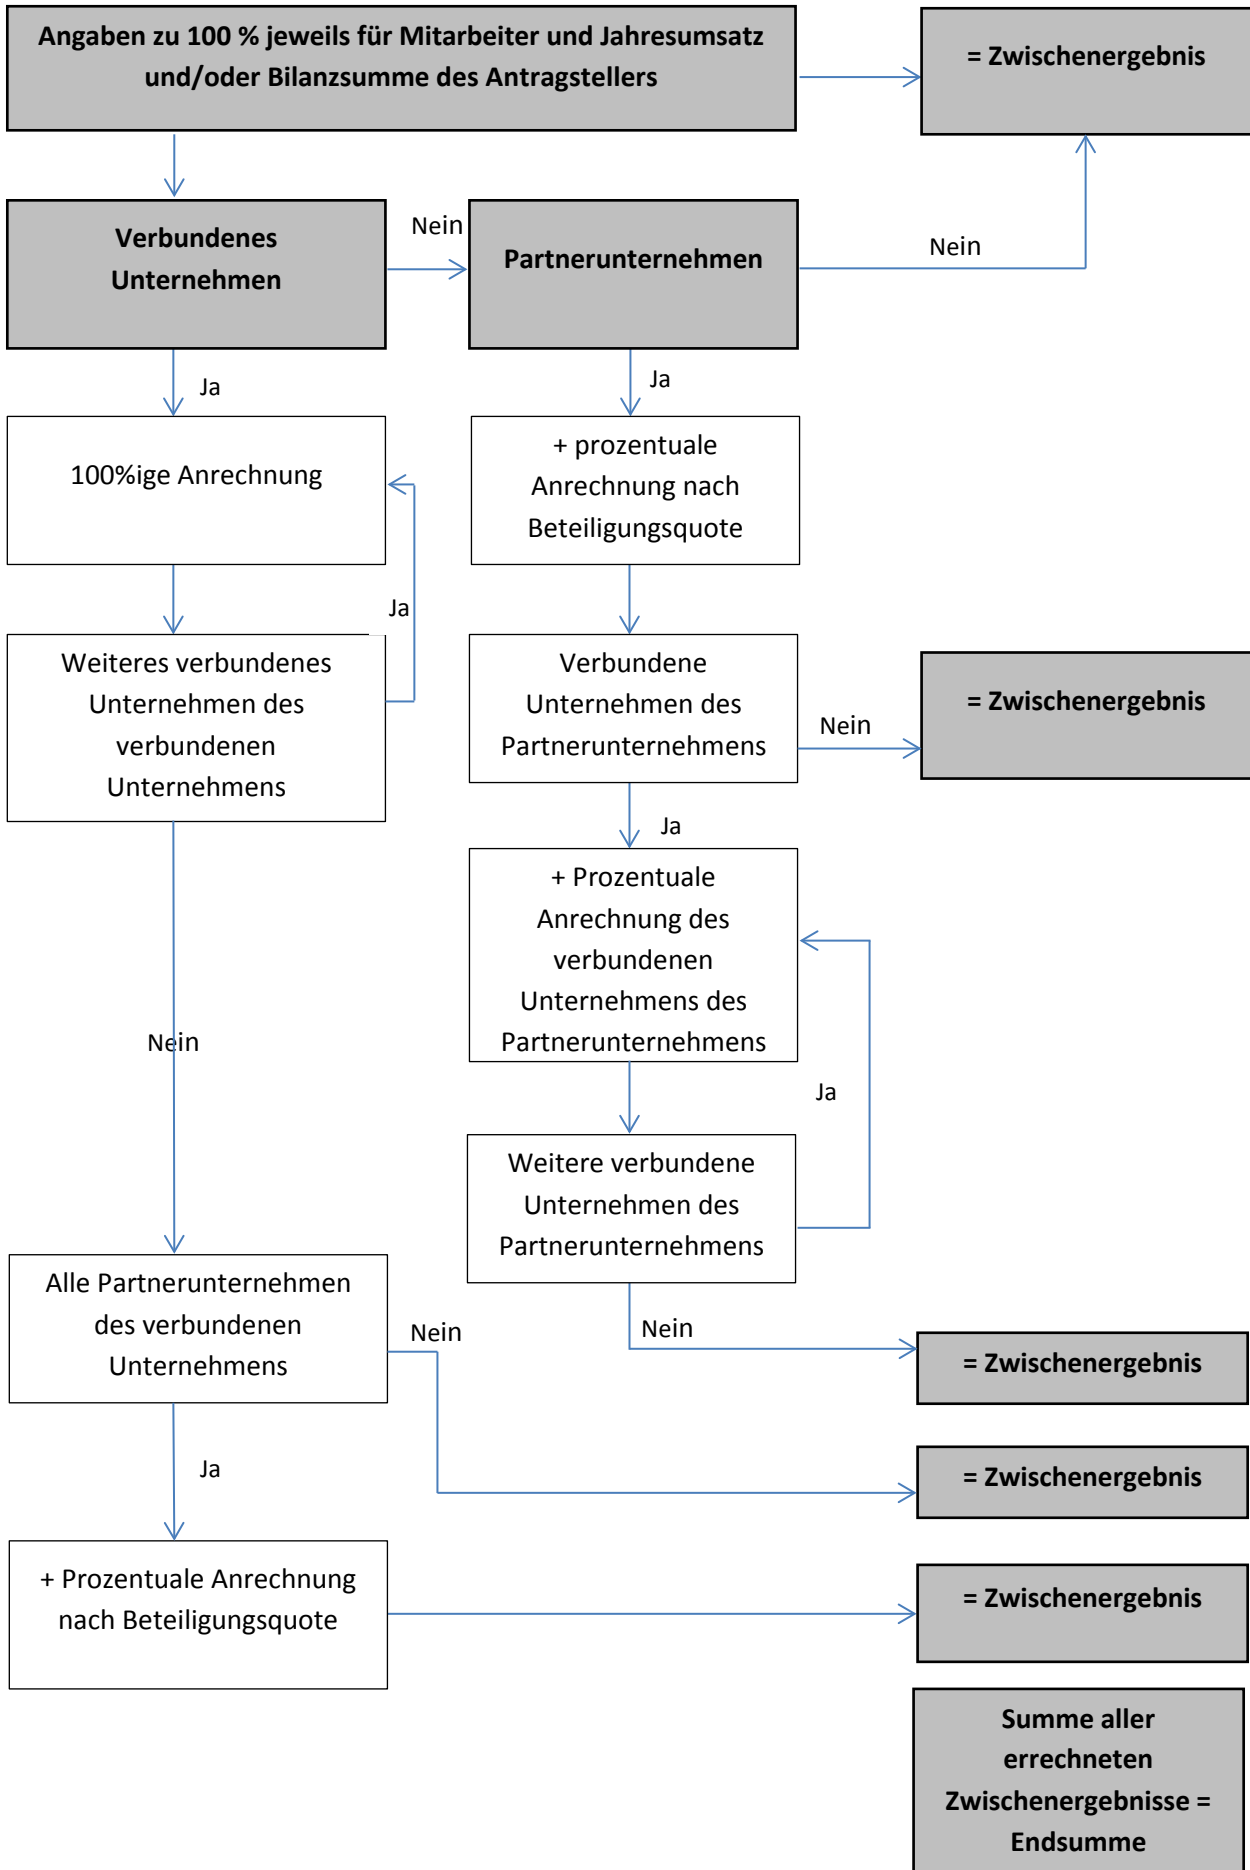 Angaben zu 100 % jeweils für Mitarbeiter und Jahresumsatz
und/oder Bilanzsumme des Antragstellers
= Zwischenergebnis
Verbundenes
Unternehmen
Nein
Partnerunternehmen
Nein
Ja
Ja
100%ige Anrechnung
+ prozentuale
Anrechnung nach
Beteiligungsquote
Ja
Weiteres verbundenes
Unternehmen des
verbundenen
Unternehmens
Verbundene
Unternehmen des
Partnerunternehmens
Nein
= Zwischenergebnis
Ja
+ Prozentuale
Anrechnung des
verbundenen
Unternehmens des
Partnerunternehmens
Nein
Ja
Weitere verbundene
Unternehmen des
Partnerunternehmens
Alle Partnerunternehmen
des verbundenen
Unternehmens
Nein
Nein
= Zwischenergebnis
Ja
= Zwischenergebnis
+ Prozentuale Anrechnung
nach Beteiligungsquote
= Zwischenergebnis
Summe aller
errechneten
Zwischenergebnisse =
Endsumme